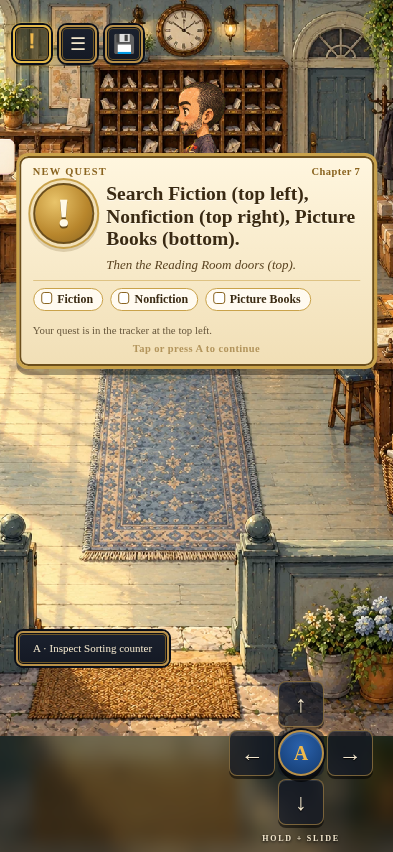 NEW QUEST
Chapter 7
Search Fiction (top left),
Nonfiction (top right), Picture
Books (bottom).
Then the Reading Room doors (top).
Fiction
Nonfiction
Picture Books
Your quest is in the tracker at the top left.
Tap or press A to continue
A · Inspect Sorting counter
↑
← A →
↓
HOLD + SLIDE